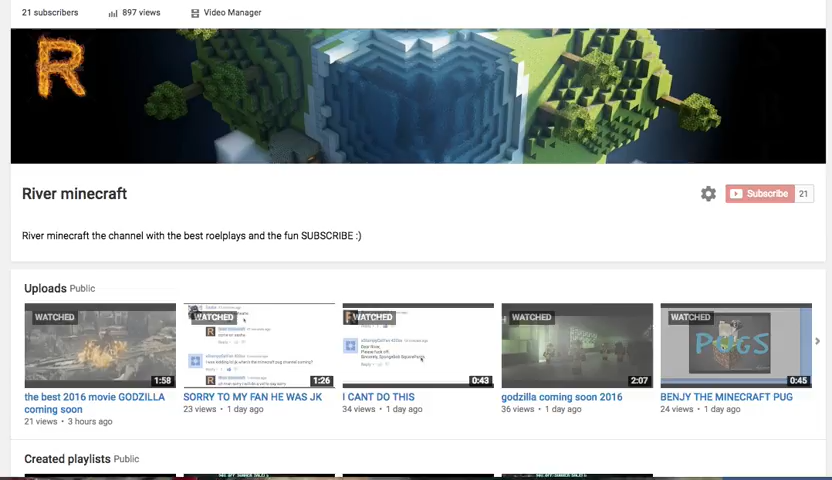 21 subscribers 897 views Video Manager
R
River minecraft
Subscribe 21
River minecraft the channel with the best roelplays and the fun SUBSCRIBE :)
Uploads Public
WATCHED WATCHED WATCHED WATCHED WATCHED
PUGS
1:58 1:26 0:43 2:07 0:45
the best 2016 movie GODZILLA coming soon
21 views • 3 hours ago
SORRY TO MY FAN HE WAS JK
23 views • 1 day ago
I CANT DO THIS
34 views • 1 day ago
godzilla coming soon 2016
36 views • 1 day ago
BENJY THE MINECRAFT PUG
24 views • 1 day ago
Created playlists Public